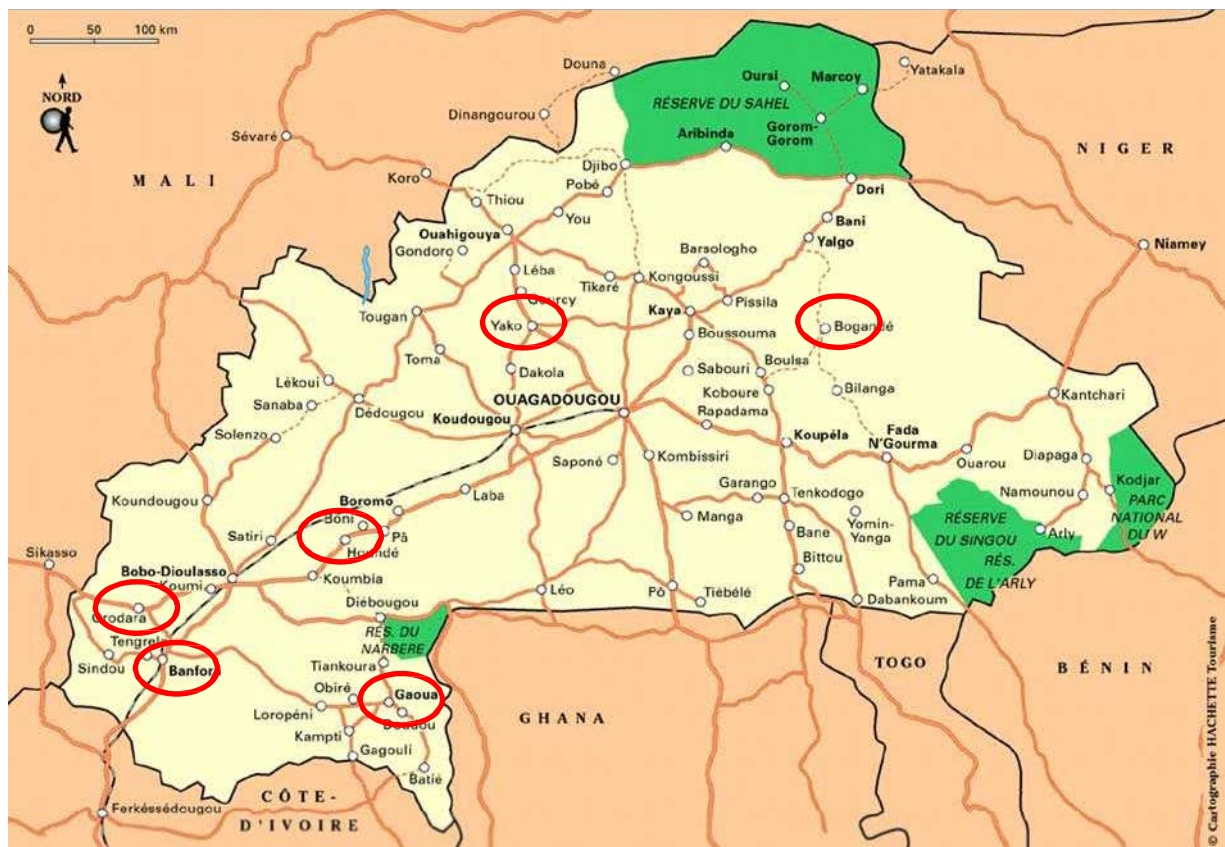 0 50 100 km
NORD
Douna
Oursi
Marcoy
Yatakala
RÉSERVE DU SAHEL
Dinangourou
Gorom-
Gorom
Sévaré
Aribinda
NIGER
MALI
Koro
Djibo
Dori
Pobé
Thiou
You
Bani
Ouahigouya
Yalgo
Niamey
Gondoro
Barsologho
Léba
Tikaré
Kongoussi
Gourcy
Pissila
Tougan
Yako
Kaya
Bogandé
Boussouma
Toma
Boulsa
Dakola
Sabouri
Lékoui
Koboure
Bilanga
Kantchari
Sanaba
OUAGADOUGOU
Dédougou
Rapadama
Koudougou
Solenzo
Koupéla
Fada
N'Gourma
Saponé
Kombissiri
Ouarou
Diapaga
Laba
Garango
Kodjar
Koundougou
Boromo
Tenkodogo
Namounou
PARC
NATIONAL
DU W
Boni
Manga
Yomin-
Yanga
RÉSERVE
DU SINGOU
Satiri
Pâ
Bane
Arly
Houndé
Sikasso
Bittou
RÉS.
DE L'ARLY
Bobo-Dioulasso
Koumbia
Pama
Koumi
Léo
Pô
Tiébélé
Dabankoum
Orodara
Diébougou
RÉS. DU
NARBERE
Tengrela
Sindou
Banfora
Tiankoura
TOGO
BÉNIN
Obiré
Gaoua
Loropéni
Doudou
GHANA
Kampti
Gagouli
Batié
CÔTE-
D'IVOIRE
Ferkéssédougou
© Cartographie HACHETTE Tourisme